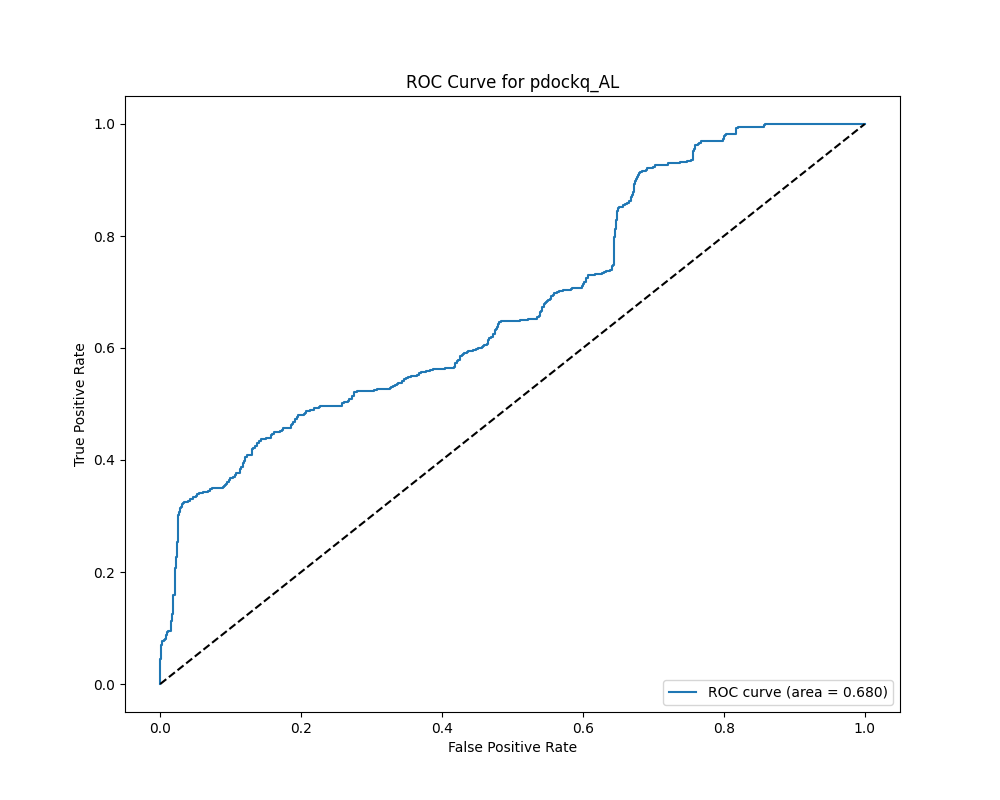 ROC Curve for pdockq_AL
True Positive Rate
1.0
0.8
0.6
0.4
0.2
0.0
ROC curve (area = 0.680)
0.0 0.2 0.4 0.6 0.8 1.0
False Positive Rate